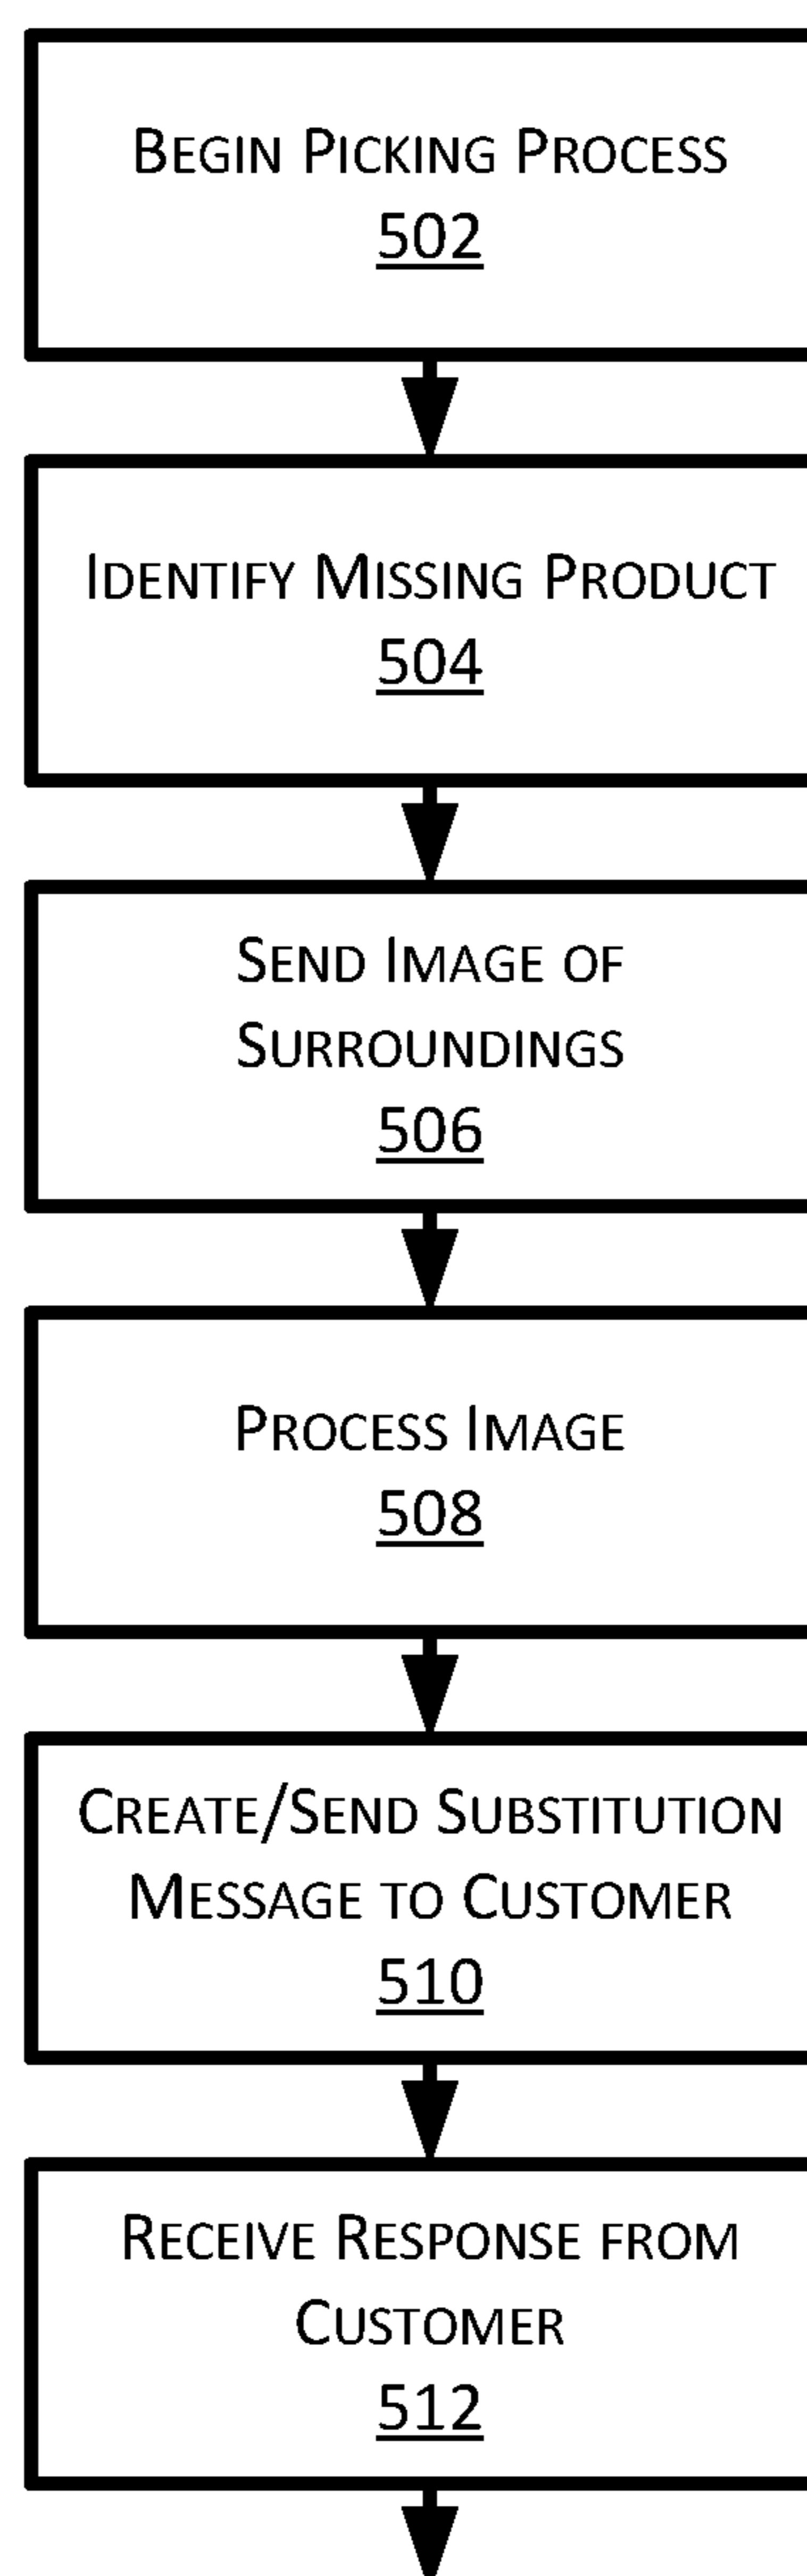 BEGIN PICKING PROCESS
502
IDENTIFY MISSING PRODUCT
504
SEND IMAGE OF
SURROUNDINGS
506
PROCESS IMAGE
508
CREATE/SEND SUBSTITUTION
MESSAGE TO CUSTOMER
510
RECEIVE RESPONSE FROM
CUSTOMER
512